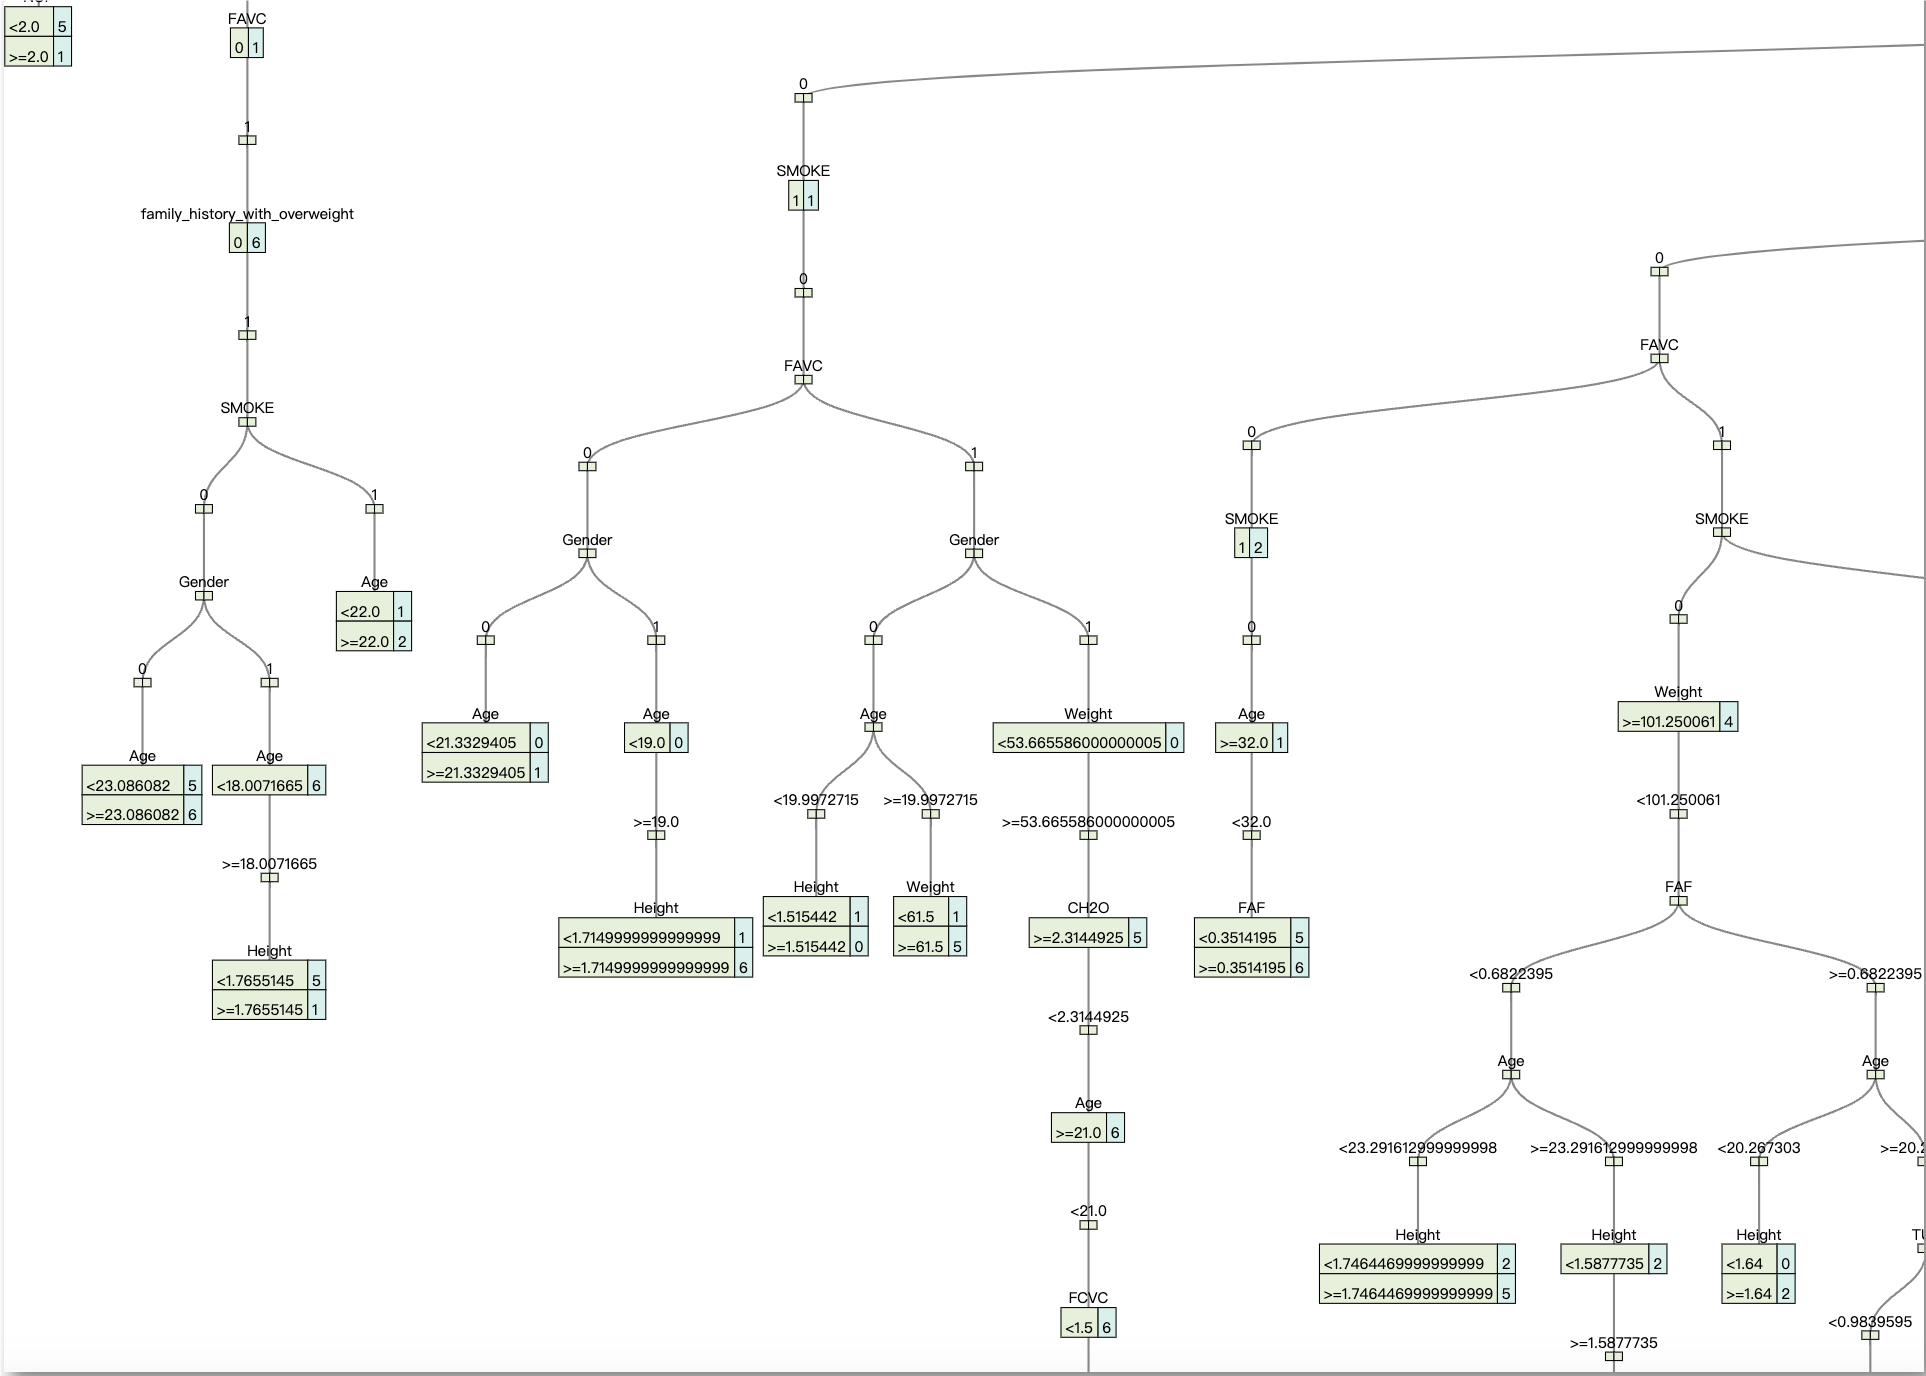 <2.0 5
>=2.0 1
FAVC
0 1
1
family_history_with_overweight
0 6
1
SMOKE
0 1
Gender
Age
<22.0 1
>=22.0 2
0 1
Age
<23.086082 5
>=23.086082 6
Age
<18.0071665 6
>=18.0071665
Height
<1.7655145 5
>=1.7655145 1
0
SMOKE
1 1
0
FAVC
0 1
Gender
0 1
Age
<21.3329405 0
>=21.3329405 1
Age
<19.0 0
>=19.0
Height
<1.7149999999999999 1
>=1.7149999999999999 6
Gender
0 1
Age
<19.9972715 >=19.9972715
Height
<1.515442 1
>=1.515442 0
Weight
<61.5 1
>=61.5 5
Weight
<53.665586000000005 0
>=53.665586000000005
CH2O
>=2.3144925 5
<2.3144925
Age
>=21.0 6
<21.0
FCVC
<1.5 6
0
FAVC
0 1
SMOKE
1 2
0
Age
>=32.0 1
<32.0
FAF
<0.3514195 5
>=0.3514195 6
SMOKE
0
Weight
>=101.250061 4
<101.250061
FAF
<0.6822395 >=0.6822395
Age
<23.291612999999998 >=23.291612999999998
Height
<1.7464469999999999 2
>=1.7464469999999999 5
Height
<1.5877735 2
>=1.5877735
Age
<20.267303 >=20.2
Height
<1.64 0
>=1.64 2
<0.9839595